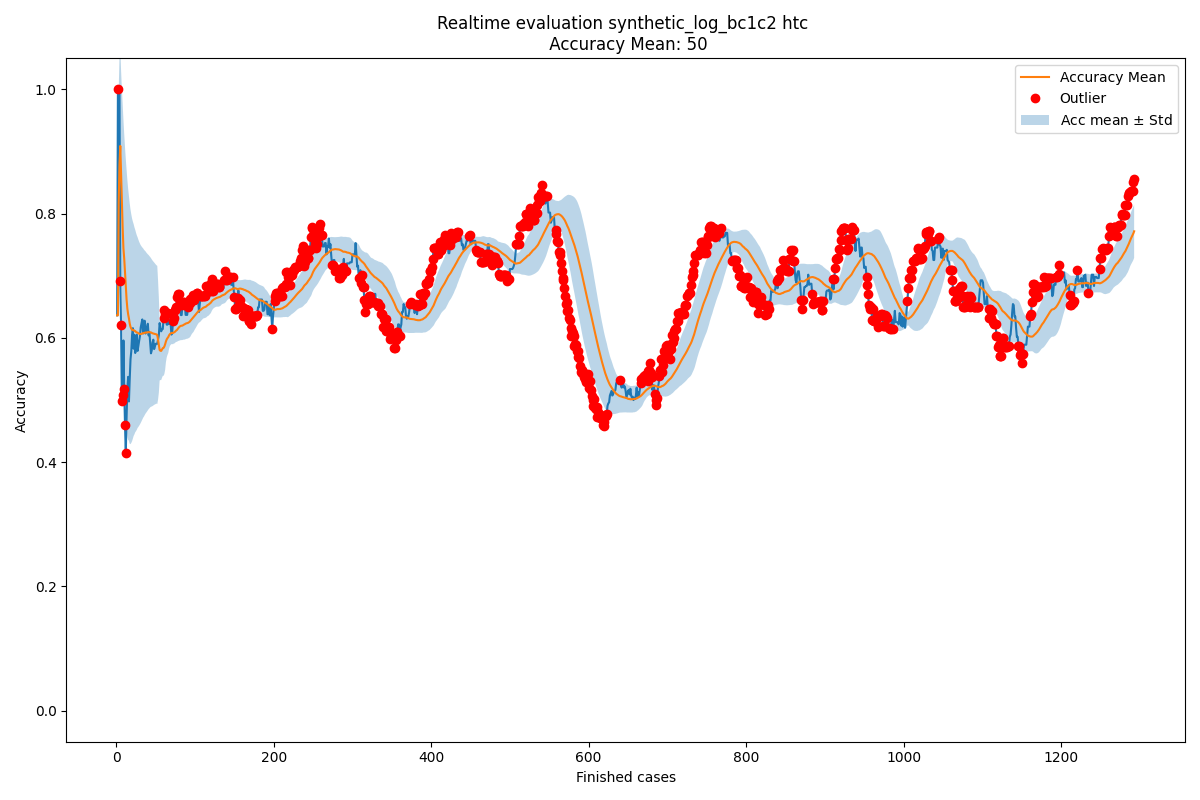 Realtime evaluation synthetic_log_bc1c2 htc
Accuracy Mean: 50
Accuracy Mean
Outlier
Acc mean ± Std
Accuracy
1.0
0.8
0.6
0.4
0.2
0.0
0
200
400
600
800
1000
1200
Finished cases